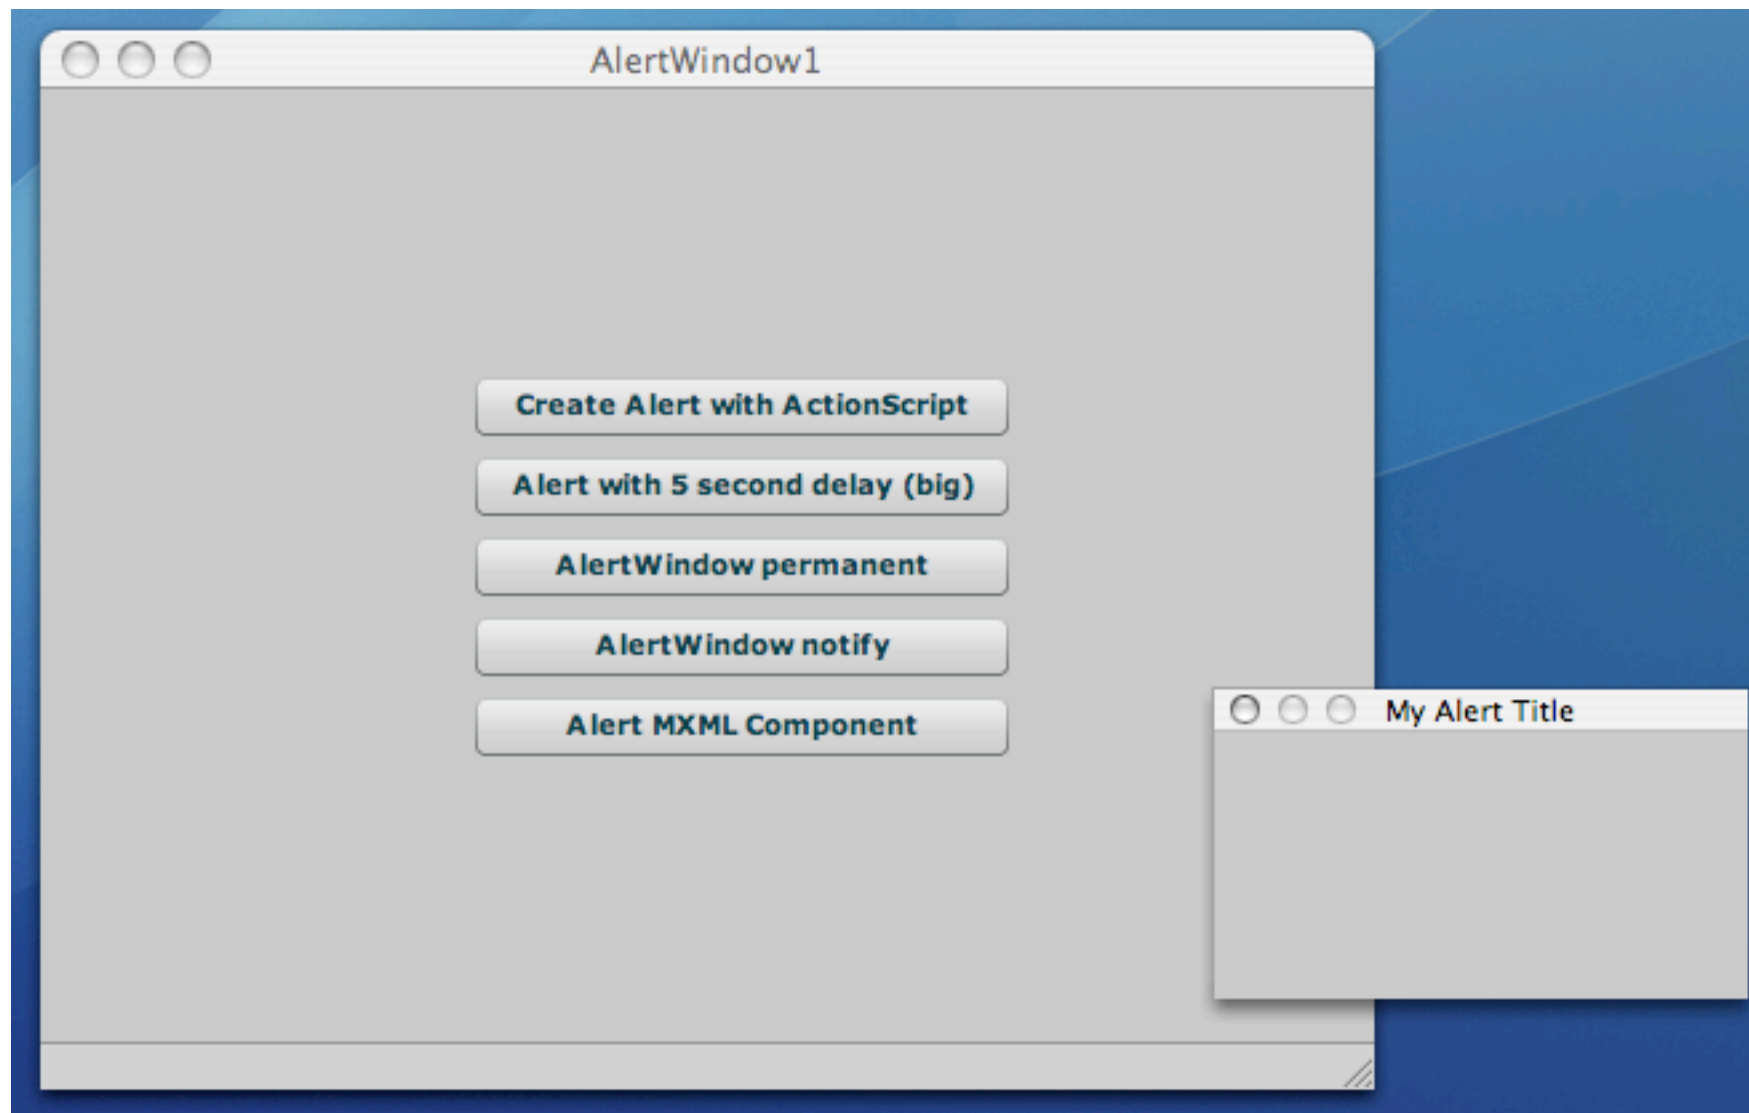 AlertWindow1
Create Alert with ActionScript
Alert with 5 second delay (big)
AlertWindow permanent
AlertWindow notify
Alert MXML Component
My Alert Title